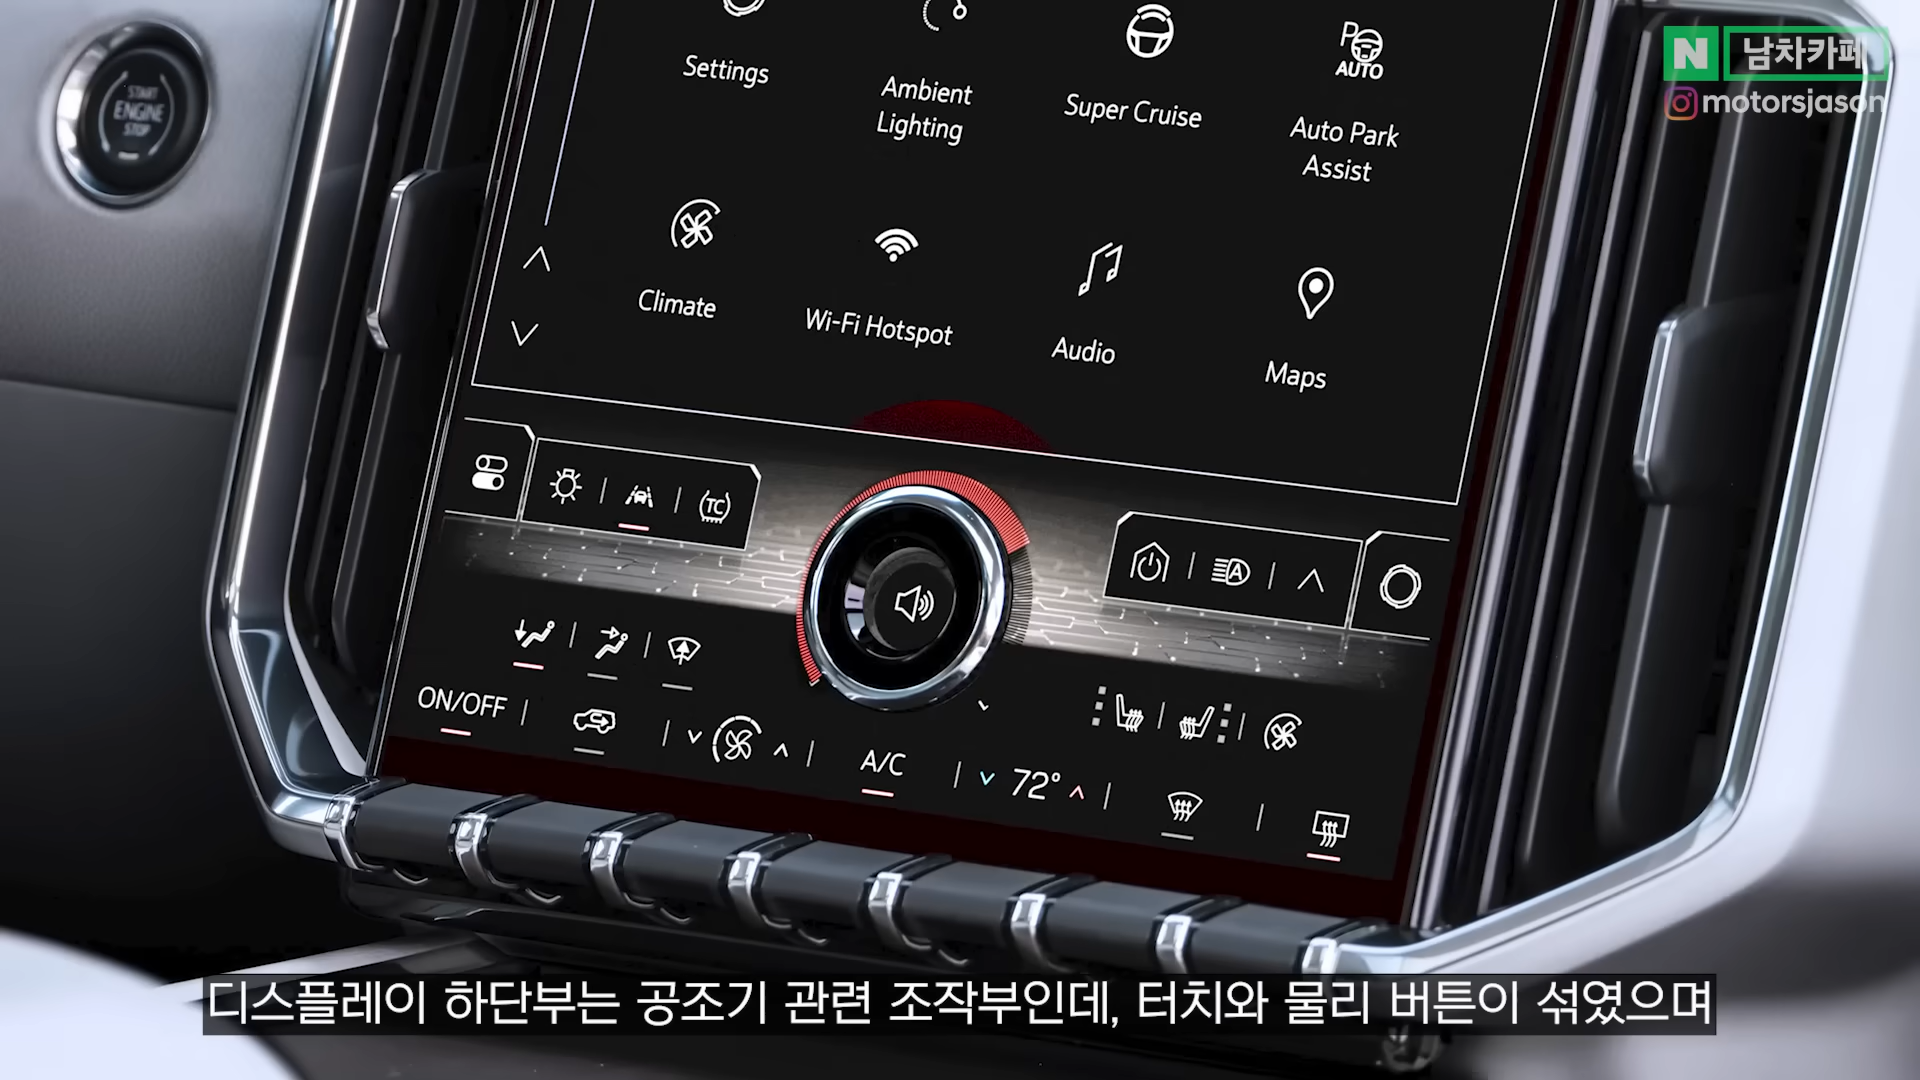 START
ENGINE
STOP
Settings
Ambient
Lighting
Super Cruise
P
AUTO
Auto Park
Assist
N 남차카페
motorsjason
Climate
Wi-Fi Hotspot
Audio
Maps
TC
A
ON/OFF
A/C
72°
디스플레이 하단부는 공조기 관련 조작부인데, 터치와 물리 버튼이 섞였으며